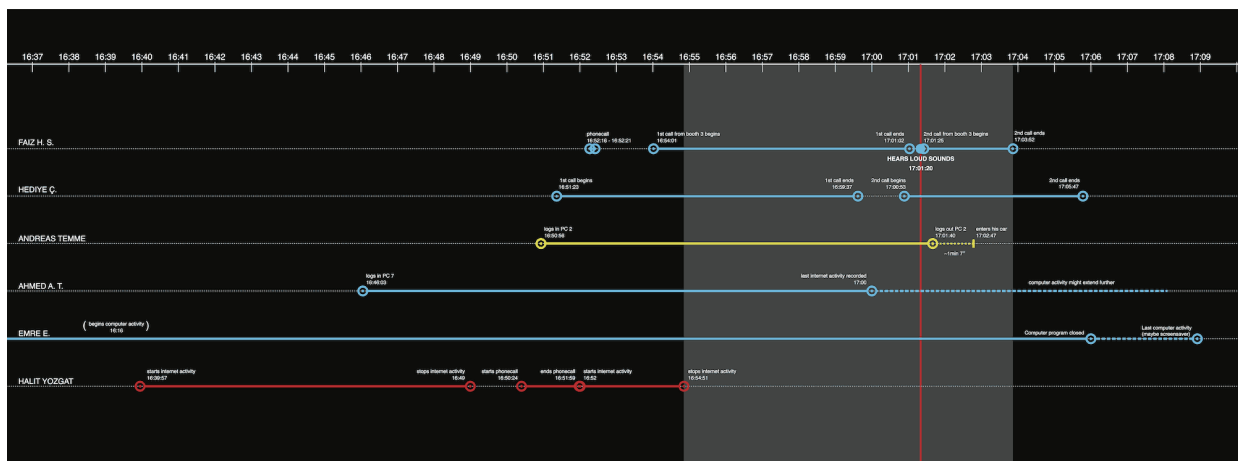 16:37 16:38 16:39 16:40 16:41 16:42 16:43 16:44 16:45 16:46 16:47 16:48 16:49 16:50 16:51 16:52 16:53 16:54 16:55 16:56 16:57 16:58 16:59 17:00 17:01 17:02 17:03 17:04 17:05 17:06 17:07 17:08 17:09
FAIZ H. S.
phonecall
16:52:18 - 16:52:21
1st call from booth 3 begins
16:54:01
1st call ends
17:01:02
2nd call from booth 3 begins
17:01:25
2nd call ends
17:03:52
HEARS LOUD SOUNDS
17:01:20
HEDIYE Ç.
1st call begins
16:51:23
1st call ends
16:59:37
2nd call begins
17:00:53
2nd call ends
17:05:47
ANDREAS TEMME
logs in PC 2
16:50:56
logs out PC 2
17:01:40
enters his car
17:02:47
~1min 7"
AHMED A. T.
logs in PC 7
16:46:03
last internet activity recorded
17:00
computer activity might extend further
EMRE E.
( begins computer activity )
16:16
Computer program closed
Last computer activity
(maybe screensaver)
HALIT YOZGAT
starts internet activity
16:39:57
stops internet activity
16:49
starts phonecall
16:50:24
ends phonecall
16:51:59
starts internet activity
16:52
stops internet activity
16:54:51